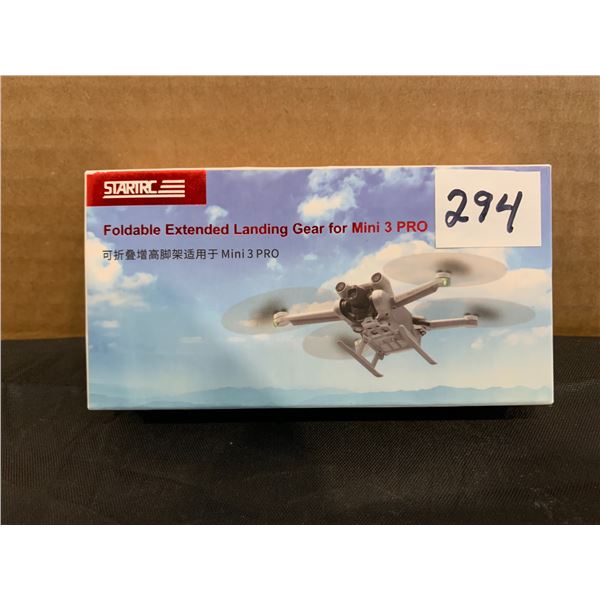 STARTRC
294
Foldable Extended Landing Gear for Mini 3 PRO
可折叠增高脚架适用于 Mini 3 PRO